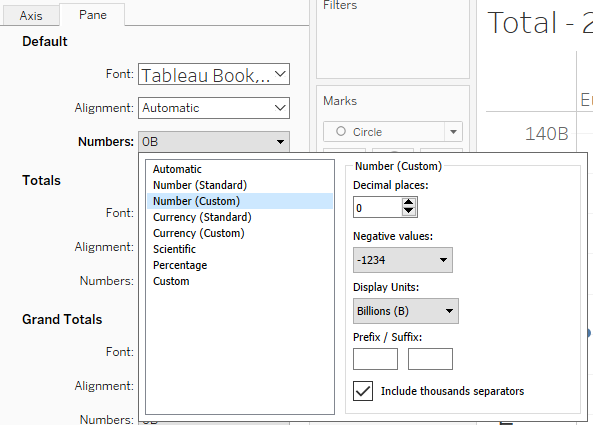 Axis
Pane
Default
Font:
Tableau Book,...
Alignment:
Automatic
Numbers:
0B
Totals
Font:
Alignment:
Numbers:
Grand Totals
Font:
Alignment:
Numbers:
Automatic
Number (Standard)
Number (Custom)
Currency (Standard)
Currency (Custom)
Scientific
Percentage
Custom
Number (Custom)
Decimal places:
0
Negative values:
-1234
Display Units:
Billions (B)
Prefix / Suffix:
Include thousands separators
Filters
Marks
Circle
Total - 2
140B